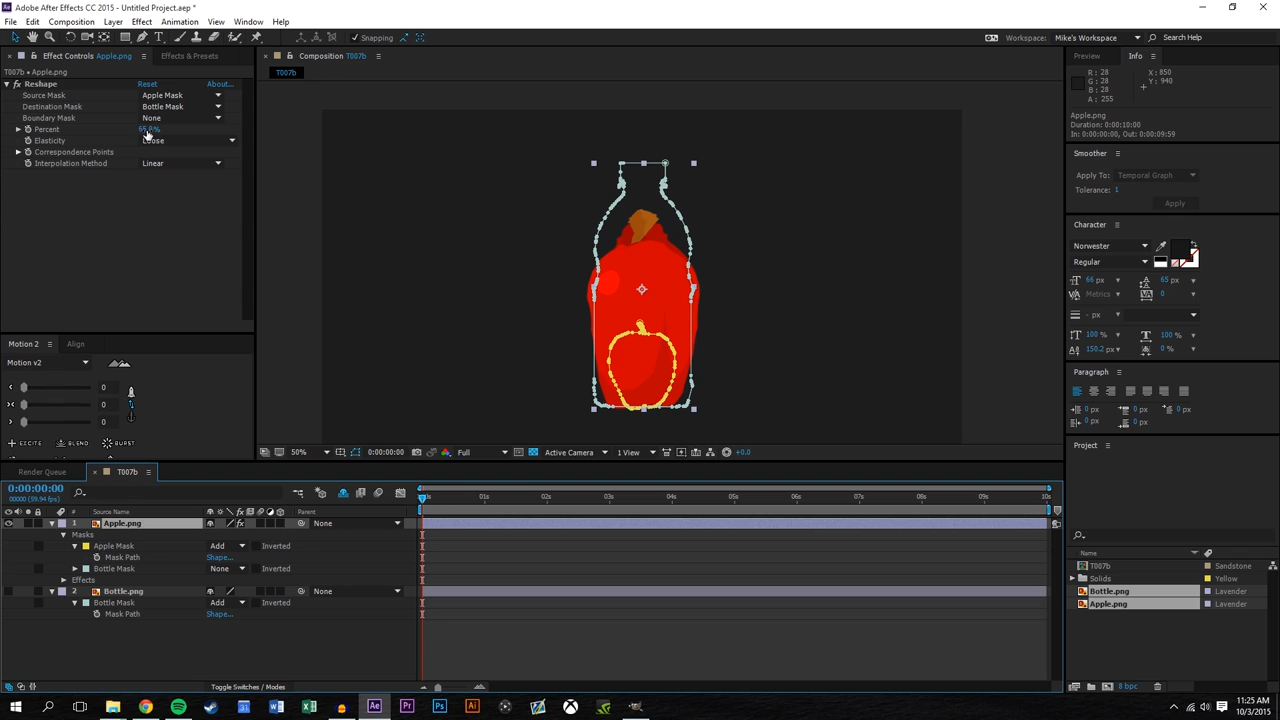 Adobe After Effects CC 2015 - Untitled Project.aep *
File Edit Composition Layer Effect Animation View Window Help
Snapping
Workspace: Mike's Workspace
Search Help
Effect Controls Apple.png
Effects & Presets
Composition T007b
Preview
Info
T007b • Apple.png
T007b
fx Reshape Reset About...
Source Mask Apple Mask
Destination Mask Bottle Mask
Boundary Mask None
Percent
Elasticity Loose
Correspondence Points
Interpolation Method Linear
R : 28
G : 28
B : 28
A : 255
X : 850
Y : 940
Apple.png
Duration: 0:00:10:00
In: 0:00:00:00, Out: 0:00:09:59
Smoother
Apply To: Temporal Graph
Tolerance: 1
Apply
Character
Norwester
Regular
66 px 65 px
Metrics 0
- px
100 % 100 %
150.2 px 0 %
Paragraph
0 px 0 px 0 px
0 px 0 px
Project
Motion 2 Align
Motion v2
0
0
0
EXCITE BLEND BURST
50% 0:00:00:00 Full Active Camera 1 View +0.0
Render Queue T007b
0:00:00:00
00000 (59.94 fps)
# Source Name Parent
01s 02s 03s 04s 05s 06s 07s 08s 09s 10s
1 Apple.png None
Masks
Apple Mask Add Inverted
Mask Path Shape...
Bottle Mask None Inverted
Effects
2 Bottle.png None
Bottle Mask Add Inverted
Mask Path Shape...
Toggle Switches / Modes
Name Type
T007b Sandstone
Solids Yellow
Bottle.png Lavender
Apple.png Lavender
8 bpc
Ae Pr Ps Ai
11:25 AM
10/3/2015